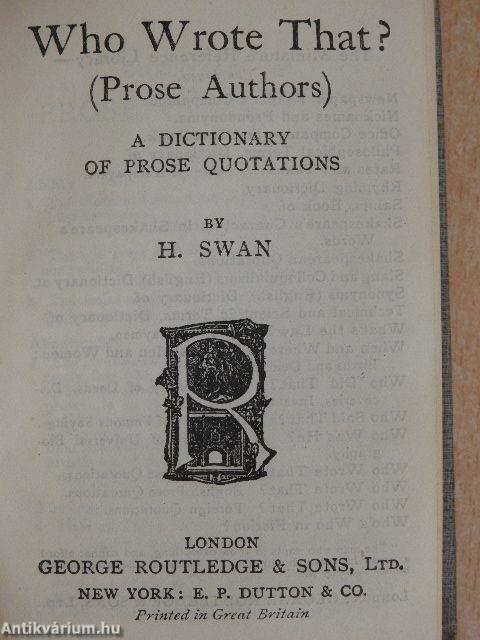 Who Wrote That?
(Prose Authors)
A DICTIONARY
OF PROSE QUOTATIONS
BY
H. SWAN
R
LONDON
GEORGE ROUTLEDGE & SONS, LTD.
NEW YORK: E. P. DUTTON & CO.
Printed in Great Britain
Antikvárium.hu